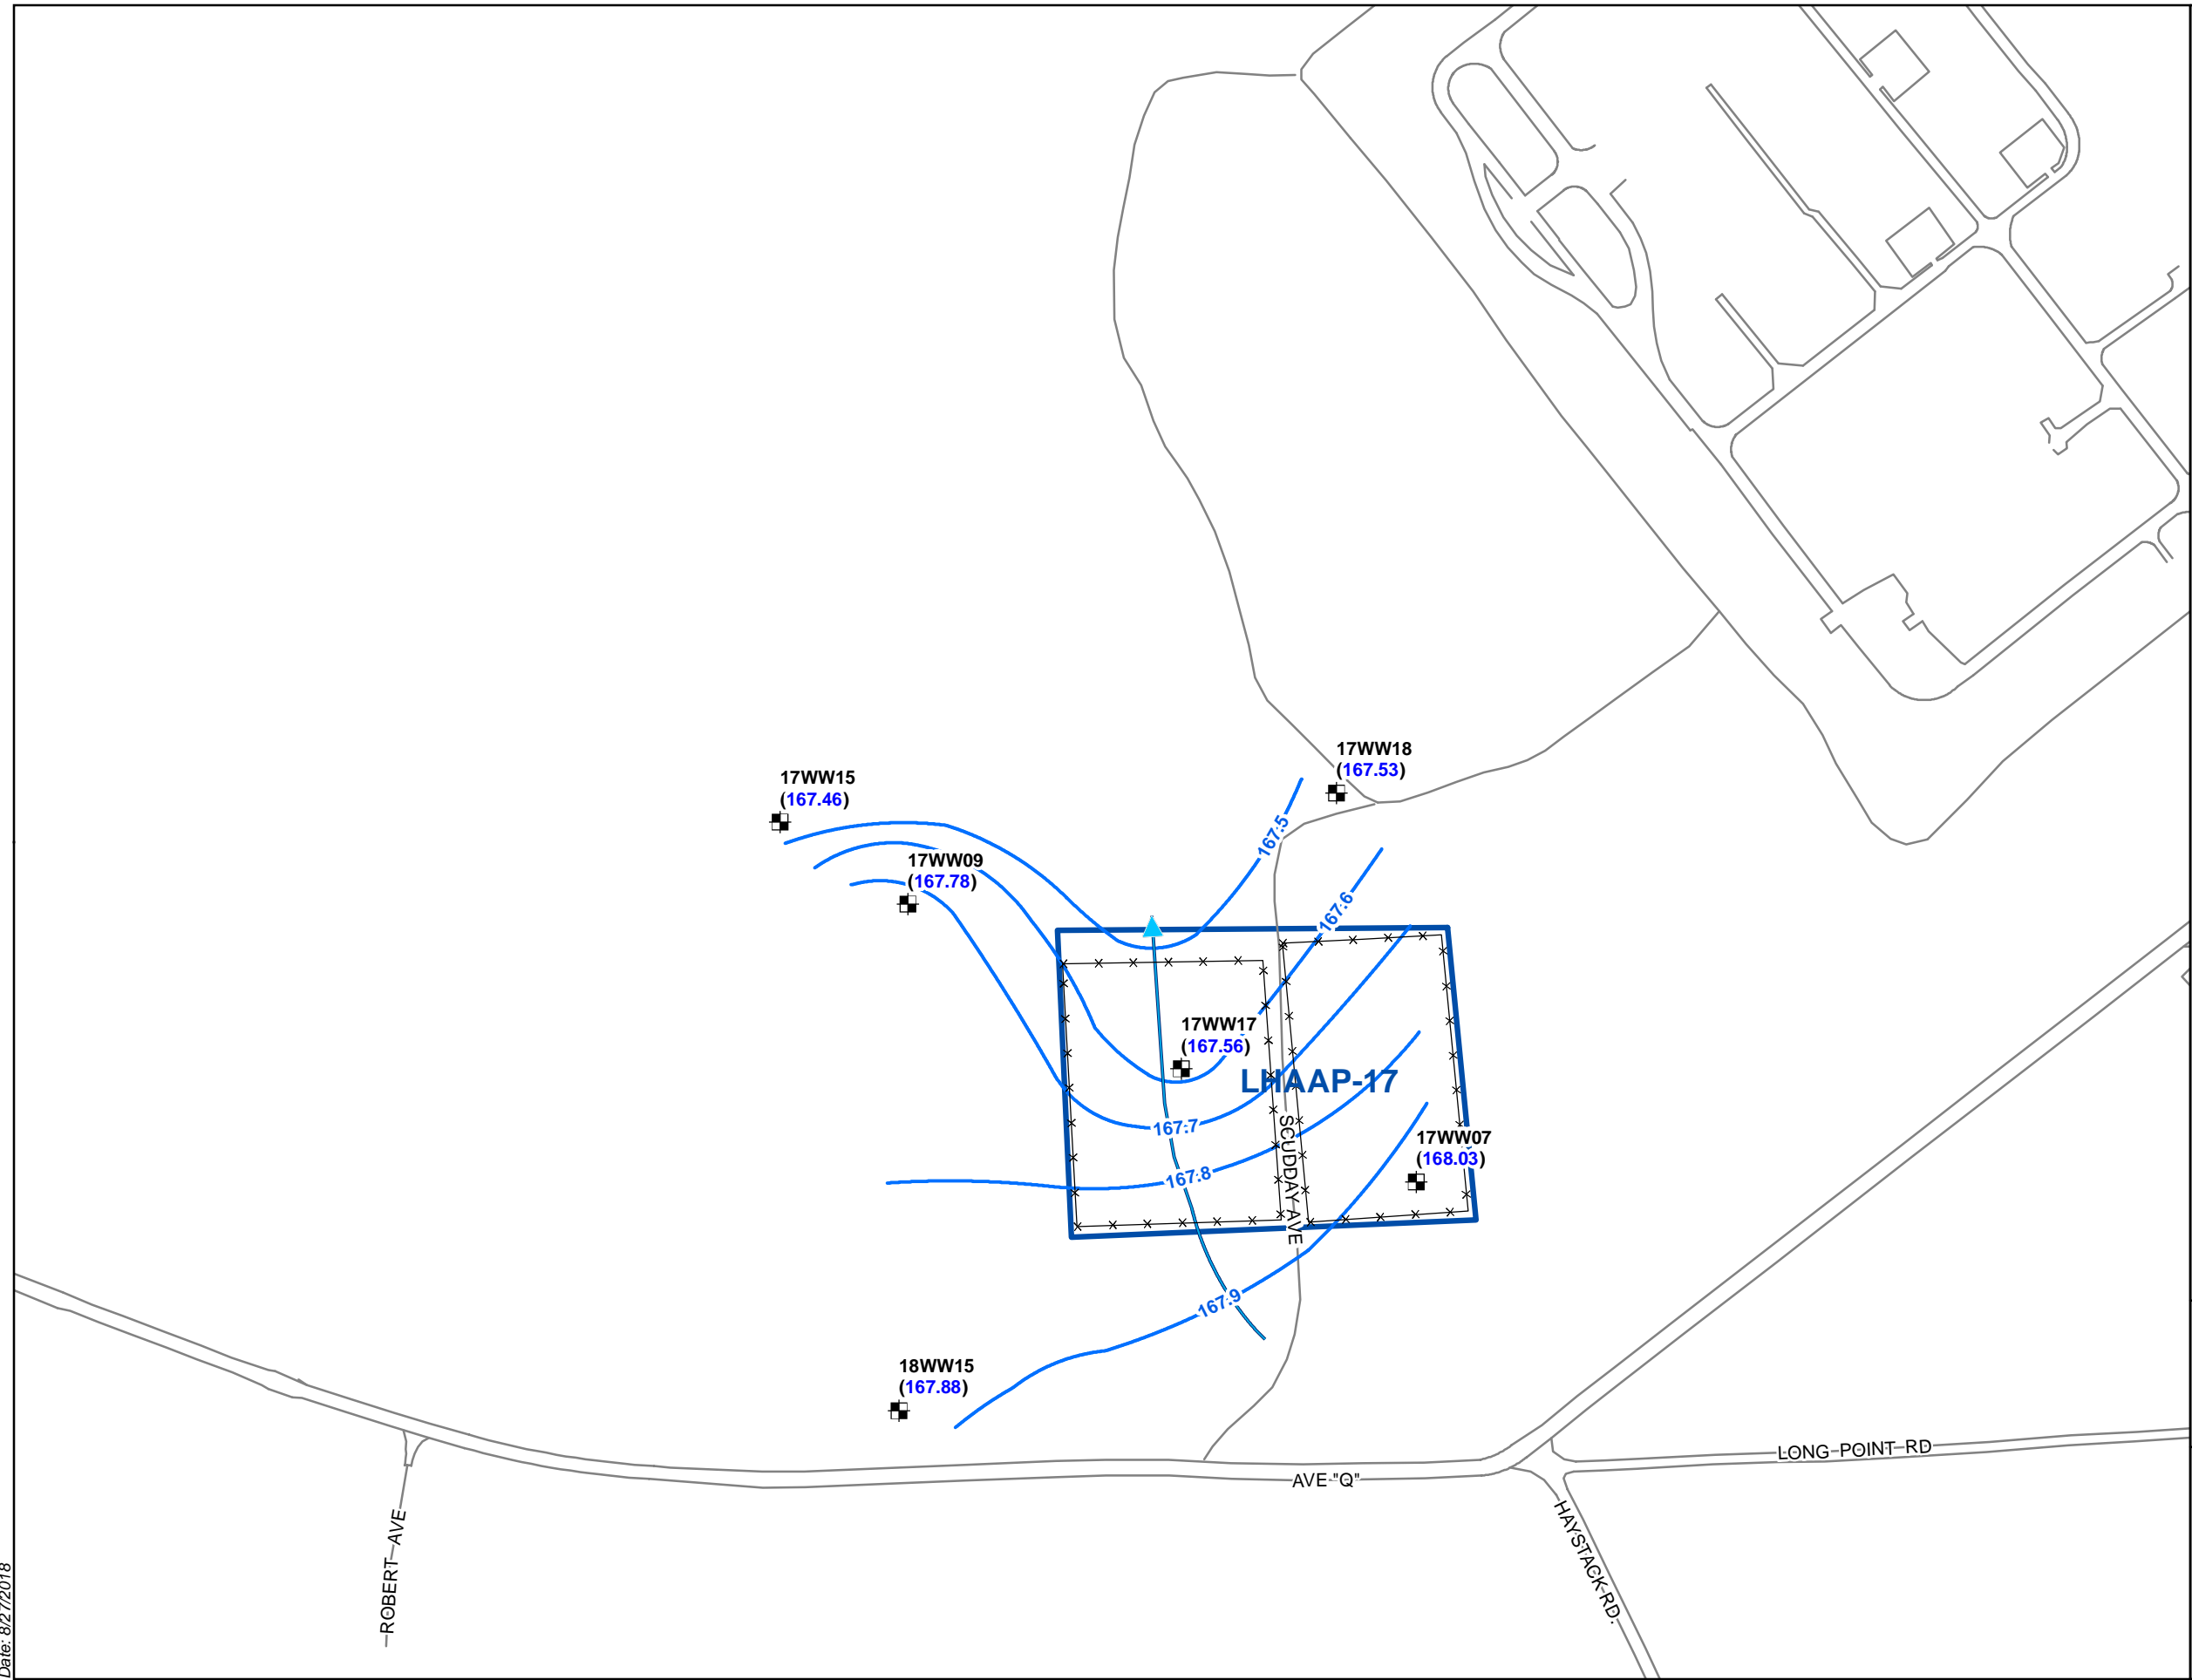 17WW18
(167.53)
17WW15
(167.46)
167.5
17WW09
(167.78)
167.6
17WW17
(167.56)
LHAAP-17
167.7
SCUDDAY AVE
17WW07
(168.03)
167.8
167.9
18WW15
(167.88)
LONG POINT RD
AVE "Q"
ROBERT AVE
HAYSTACK RD.
Date: 8/27/2018